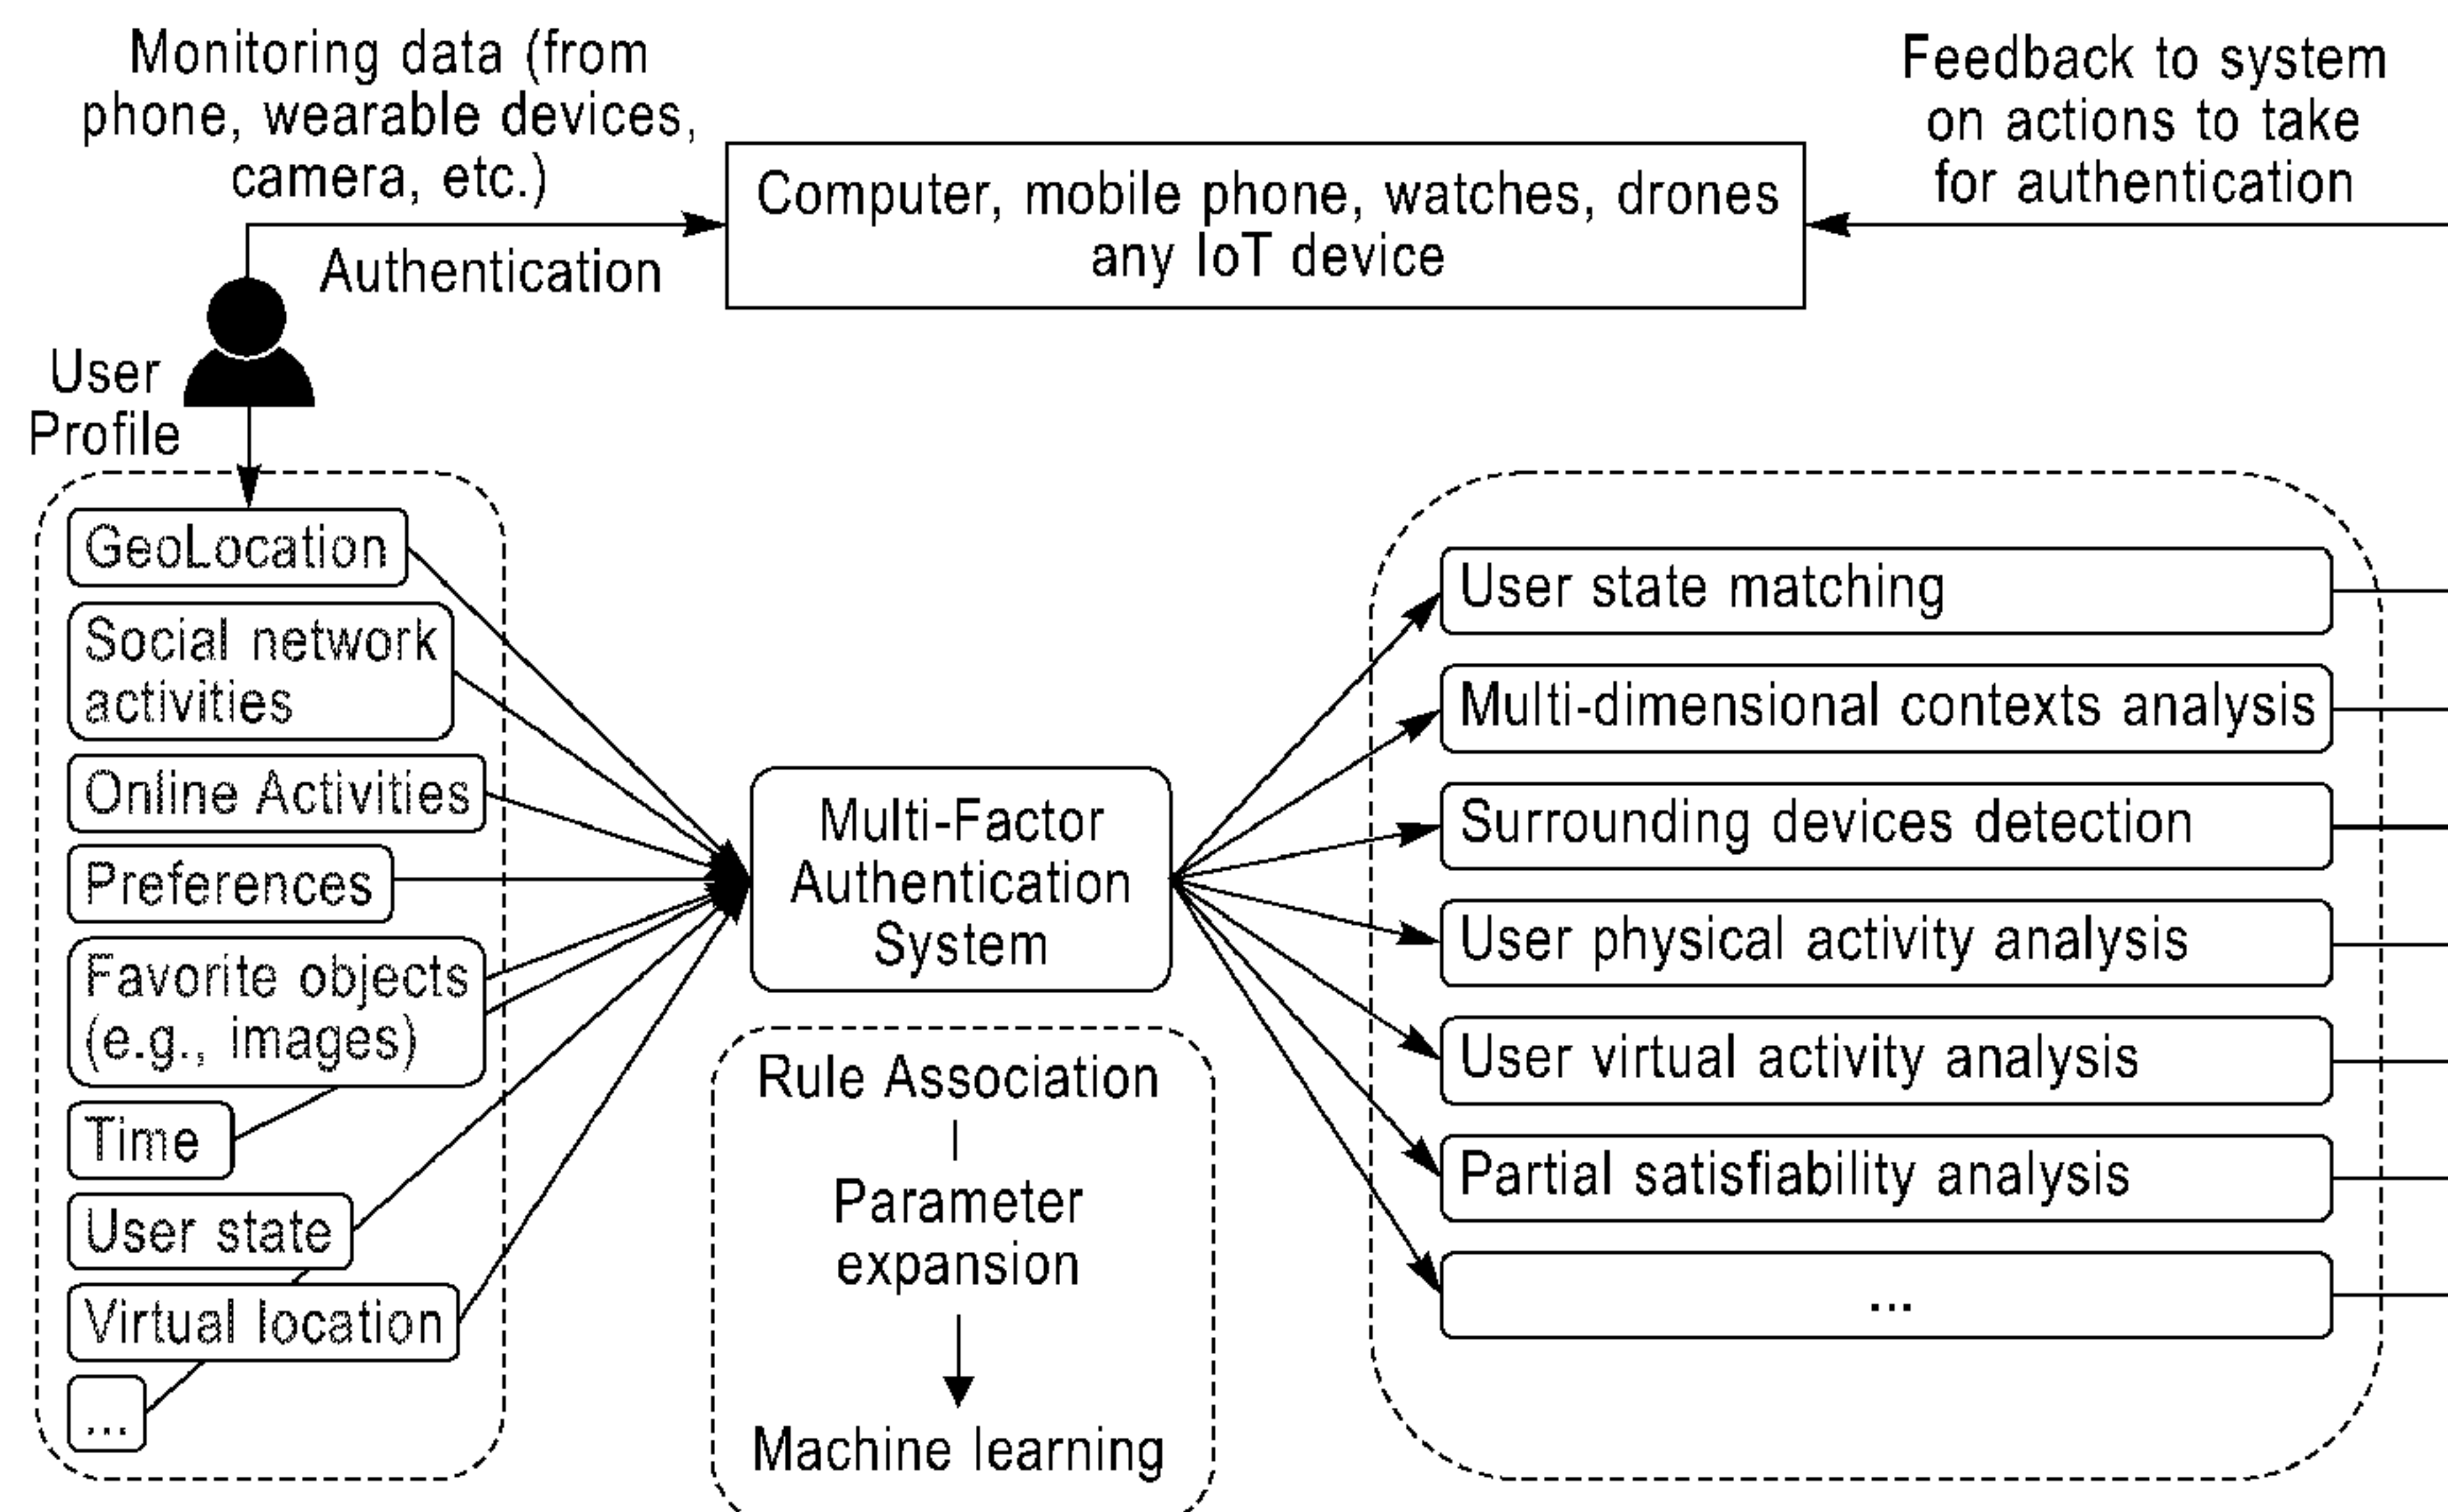 Monitoring data (from
phone, wearable devices,
camera, etc.)
Authentication
Computer, mobile phone, watches, drones
any IoT device
Feedback to system
on actions to take
for authentication
User
Profile
GeoLocation
Social network
activities
Online Activities
Preferences
Favorite objects
(e.g., images)
Time
User state
Virtual location
...
Multi-Factor
Authentication
System
Rule Association
Parameter
expansion
Machine learning
User state matching
Multi-dimensional contexts analysis
Surrounding devices detection
User physical activity analysis
User virtual activity analysis
Partial satisfiability analysis
...